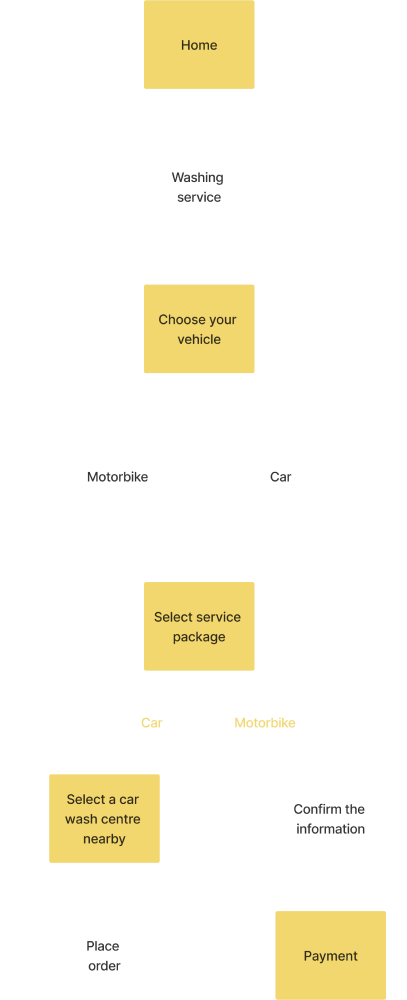 Home
Washing
service
Choose your
vehicle
Motorbike
Car
Select service
package
Car
Motorbike
Select a car
wash centre
nearby
Confirm the
information
Place
order
Payment